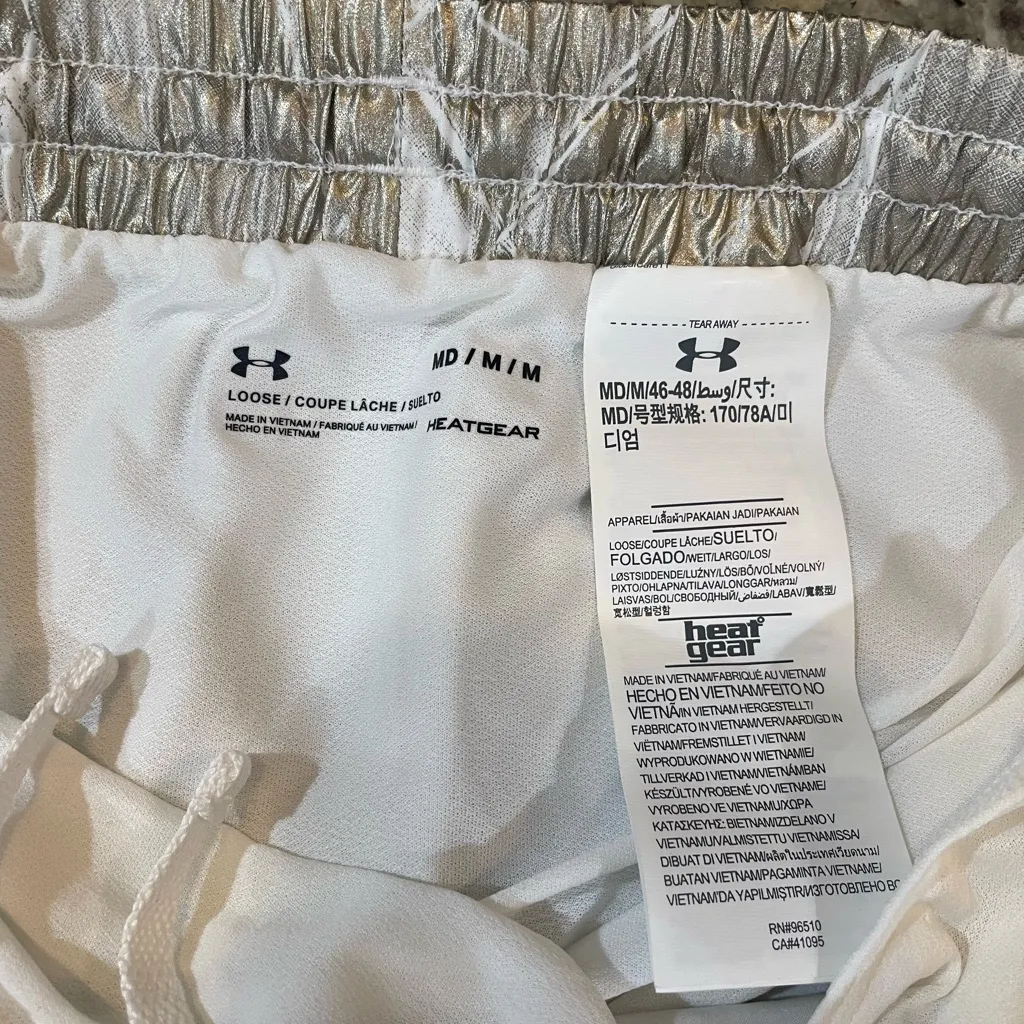 MD / M / M
LOOSE / COUPE LÂCHE / SUELTO
MADE IN VIETNAM / FABRIQUÉ AU VIETNAM /
HECHO EN VIETNAM
HEATGEAR
TEAR AWAY
MD/M/46-48/وسط/尺寸:
MD/号型规格: 170/78A/미
디엄
APPAREL/เสื้อผ้า/PAKAIAN JADI/PAKAIAN
LOOSE/COUPE LÂCHE/SUELTO/
FOLGADO/WEIT/LARGO/LOS/
LØSTSIDDENDE/LUŹNY/LÖS/BŐ/VOĽNÉ/VOLNÝ/
PIXTO/OHLAPNA/TILAVA/LONGGAR/หลวม/
LAISVAS/BOL/СВОБОДНЫЙ/فضفاض/LABAV/寬鬆型/
宽松型/헐렁함
heat
gear
MADE IN VIETNAM/FABRIQUÉ AU VIETNAM/
HECHO EN VIETNAM/FEITO NO
VIETNÃ/IN VIETNAM HERGESTELLT/
FABBRICATO IN VIETNAM/VERVAARDIGD IN
VIËTNAM/FREMSTILLET I VIETNAM/
WYPRODUKOWANO W WIETNAMIE/
TILLVERKAD I VIETNAM/VIETNÁMBAN
KÉSZÜLT/VYROBENÉ VO VIETNAME/
VYROBENO VE VIETNAMU/ΧΩΡΑ
ΚΑΤΑΣΚΕΥΗΣ: ΒΙΕΤΝΑΜ/IZDELANO V
VIETNAMU/VALMISTETTU VIETNAMISSA/
DIBUAT DI VIETNAM/ผลิตในประเทศเวียดนาม/
BUATAN VIETNAM/PAGAMINTA VIETNAME/
VIETNAM'DA YAPILMIŞTIR/ИЗГОТОВЛЕНО ВО
RN#96510
CA#41095